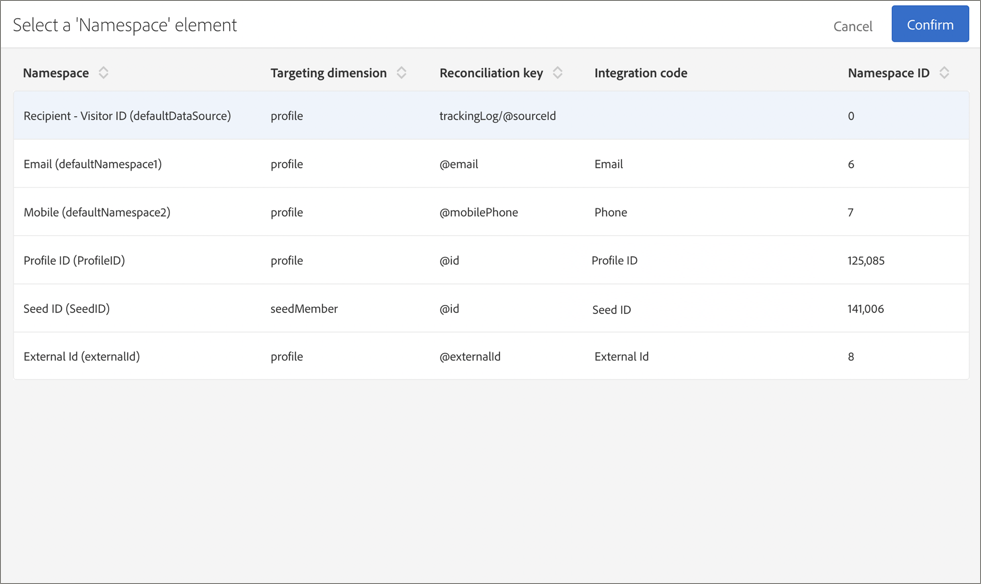 Select a 'Namespace' element Cancel Confirm
Namespace Targeting dimension Reconciliation key Integration code Namespace ID
Recipient - Visitor ID (defaultDataSource) profile trackingLog/@sourceId 0
Email (defaultNamespace1) profile @email Email 6
Mobile (defaultNamespace2) profile @mobilePhone Phone 7
Profile ID (ProfileID) profile @id Profile ID 125,085
Seed ID (SeedID) seedMember @id Seed ID 141,006
External Id (externalId) profile @externalId External Id 8